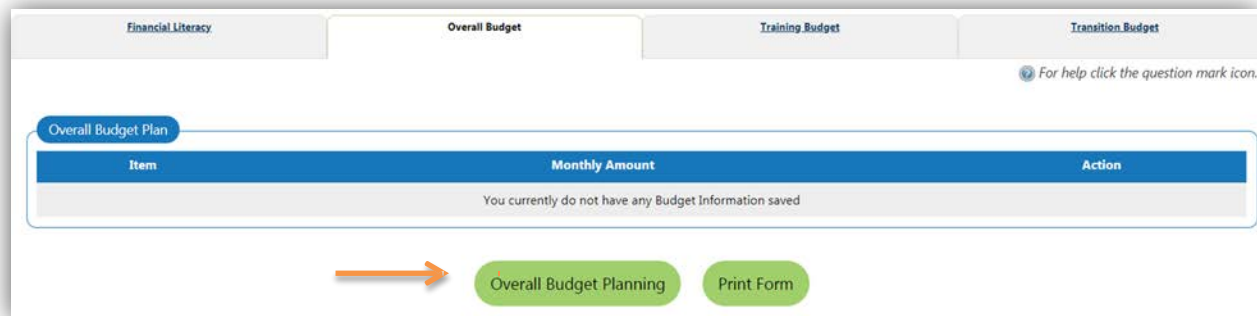 Financial Literacy Overall Budget Training Budget Transition Budget
For help click the question mark icon.
Overall Budget Plan
Item Monthly Amount Action
You currently do not have any Budget Information saved
Overall Budget Planning Print Form